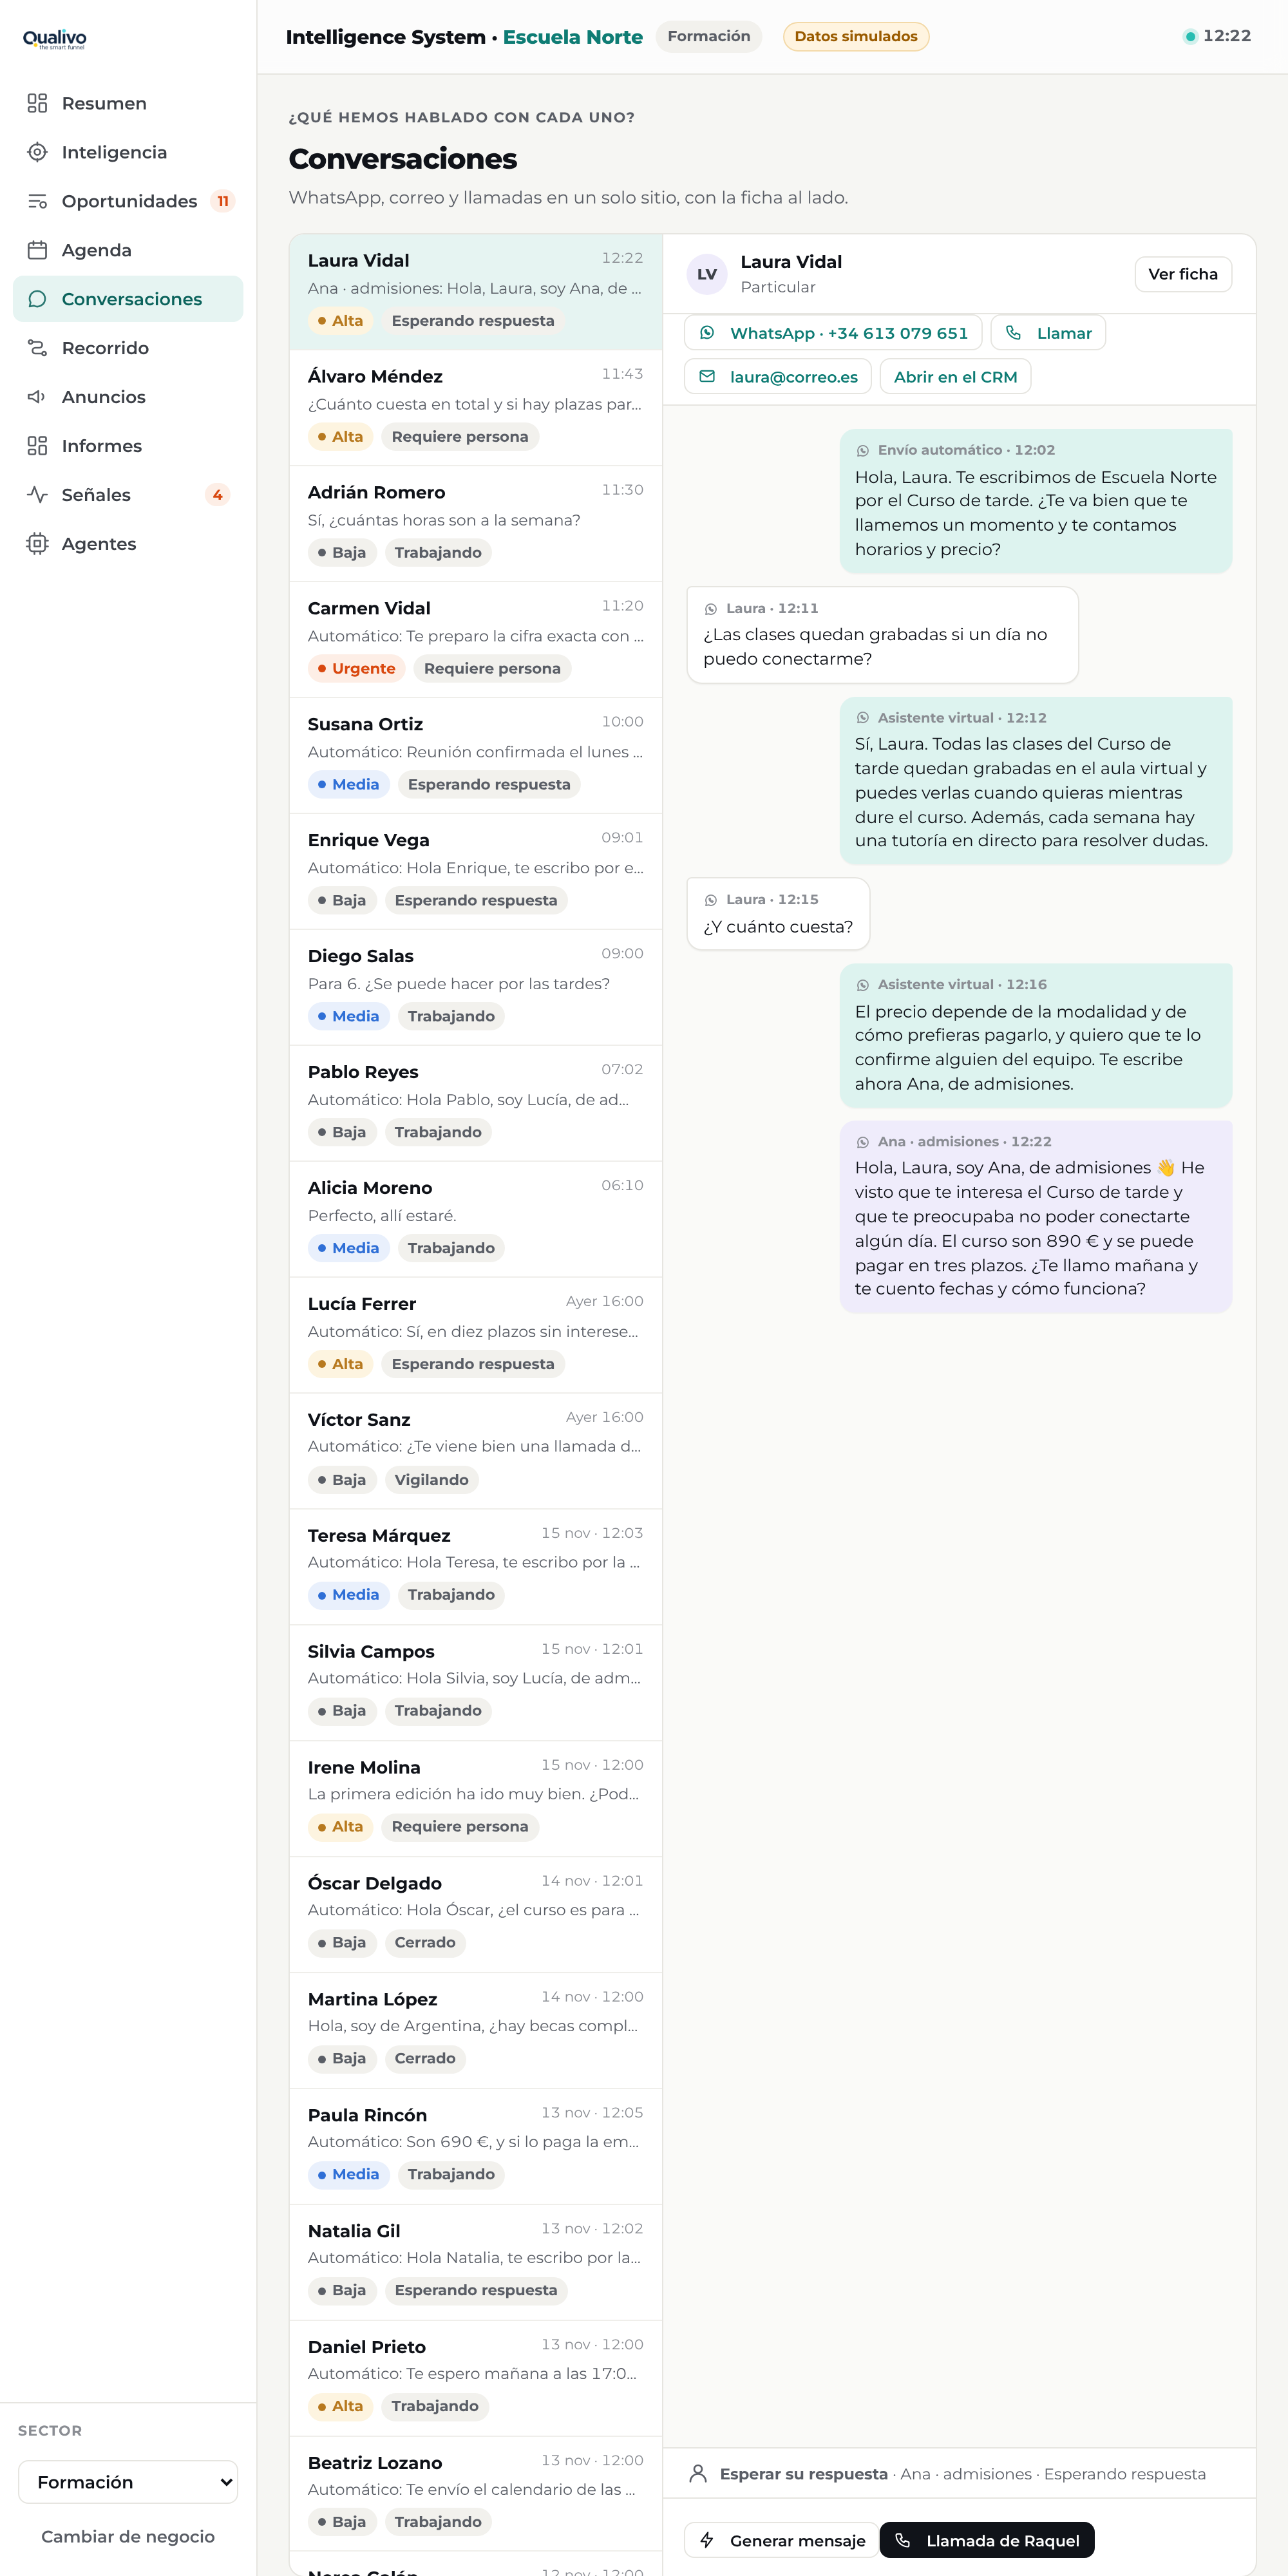 Qualivo
the smart funnel
Resumen
Inteligencia
Oportunidades 11
Agenda
Conversaciones
Recorrido
Anuncios
Informes
Señales 4
Agentes
SECTOR
Formación
Cambiar de negocio
Intelligence System · Escuela Norte Formación Datos simulados 12:22
¿QUÉ HEMOS HABLADO CON CADA UNO?
Conversaciones
WhatsApp, correo y llamadas en un solo sitio, con la ficha al lado.
Laura Vidal 12:22
Ana · admisiones: Hola, Laura, soy Ana, de ...
Alta Esperando respuesta
Álvaro Méndez 11:43
¿Cuánto cuesta en total y si hay plazas par...
Alta Requiere persona
Adrián Romero 11:30
Sí, ¿cuántas horas son a la semana?
Baja Trabajando
Carmen Vidal 11:20
Automático: Te preparo la cifra exacta con ...
Urgente Requiere persona
Susana Ortiz 10:00
Automático: Reunión confirmada el lunes ...
Media Esperando respuesta
Enrique Vega 09:01
Automático: Hola Enrique, te escribo por e...
Baja Esperando respuesta
Diego Salas 09:00
Para 6. ¿Se puede hacer por las tardes?
Media Trabajando
Pablo Reyes 07:02
Automático: Hola Pablo, soy Lucía, de ad...
Baja Trabajando
Alicia Moreno 06:10
Perfecto, allí estaré.
Media Trabajando
Lucía Ferrer Ayer 16:00
Automático: Sí, en diez plazos sin interese...
Alta Esperando respuesta
Víctor Sanz Ayer 16:00
Automático: ¿Te viene bien una llamada d...
Baja Vigilando
Teresa Márquez 15 nov · 12:03
Automático: Hola Teresa, te escribo por la ...
Media Trabajando
Silvia Campos 15 nov · 12:01
Automático: Hola Silvia, soy Lucía, de adm...
Baja Trabajando
Irene Molina 15 nov · 12:00
La primera edición ha ido muy bien. ¿Pod...
Alta Requiere persona
Óscar Delgado 14 nov · 12:01
Automático: Hola Óscar, ¿el curso es para ...
Baja Cerrado
Martina López 14 nov · 12:00
Hola, soy de Argentina, ¿hay becas compl...
Baja Cerrado
Paula Rincón 13 nov · 12:05
Automático: Son 690 €, y si lo paga la em...
Media Trabajando
Natalia Gil 13 nov · 12:02
Automático: Hola Natalia, te escribo por la...
Baja Esperando respuesta
Daniel Prieto 13 nov · 12:00
Automático: Te espero mañana a las 17:0...
Alta Trabajando
Beatriz Lozano 13 nov · 12:00
Automático: Te envío el calendario de las ...
Baja Trabajando
LV
Laura Vidal
Particular
Ver ficha
WhatsApp · +34 613 079 651 Llamar
laura@correo.es Abrir en el CRM
Envío automático · 12:02
Hola, Laura. Te escribimos de Escuela Norte
por el Curso de tarde. ¿Te va bien que te
llamemos un momento y te contamos
horarios y precio?
Laura · 12:11
¿Las clases quedan grabadas si un día no
puedo conectarme?
Asistente virtual · 12:12
Sí, Laura. Todas las clases del Curso de
tarde quedan grabadas en el aula virtual y
puedes verlas cuando quieras mientras
dure el curso. Además, cada semana hay
una tutoría en directo para resolver dudas.
Laura · 12:15
¿Y cuánto cuesta?
Asistente virtual · 12:16
El precio depende de la modalidad y de
cómo prefieras pagarlo, y quiero que te lo
confirme alguien del equipo. Te escribe
ahora Ana, de admisiones.
Ana · admisiones · 12:22
Hola, Laura, soy Ana, de admisiones 👋 He
visto que te interesa el Curso de tarde y
que te preocupaba no poder conectarte
algún día. El curso son 890 € y se puede
pagar en tres plazos. ¿Te llamo mañana y
te cuento fechas y cómo funciona?
Esperar su respuesta · Ana · admisiones · Esperando respuesta
Generar mensaje Llamada de Raquel